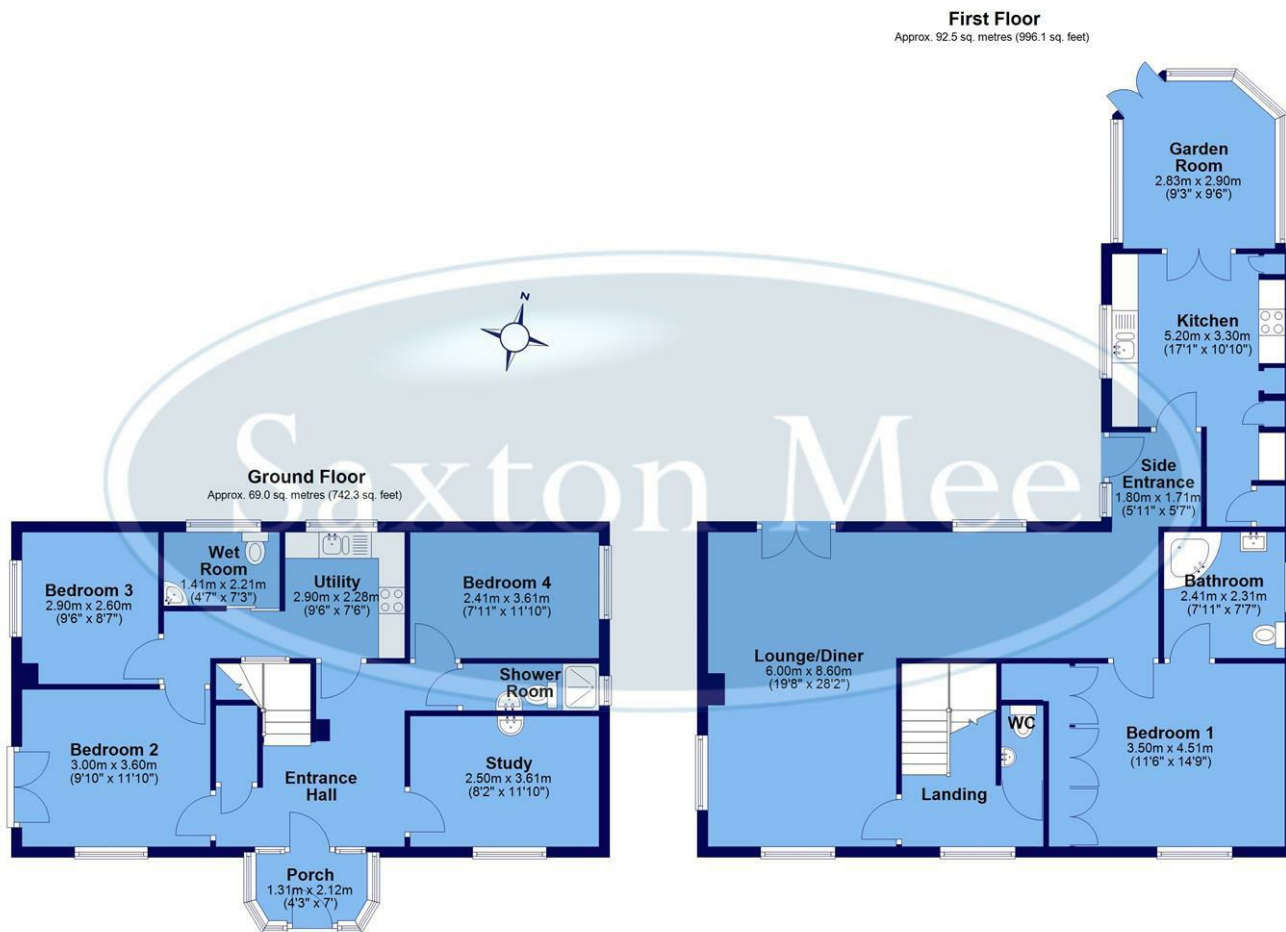 First Floor
Approx. 92.5 sq. metres (996.1 sq. feet)
Garden
Room
2.83m x 2.90m
(9'3" x 9'6")
Kitchen
5.20m x 3.30m
(17'1" x 10'10")
N
Saxton Mee
Ground Floor
Approx. 69.0 sq. metres (742.3 sq. feet)
Side
Entrance
1.80m x 1.71m
(5'11" x 5'7")
Wet
Room
1.41m x 2.21m
(4'7" x 7'3")
Bedroom 3
2.90m x 2.60m
(9'6" x 8'7")
Utility
2.90m x 2.28m
(9'6" x 7'6")
Bedroom 4
2.41m x 3.61m
(7'11" x 11'10")
Bathroom
2.41m x 2.31m
(7'11" x 7'7")
Shower
Room
Lounge/Diner
6.00m x 8.60m
(19'8" x 28'2")
Bedroom 2
3.00m x 3.60m
(9'10" x 11'10")
Entrance
Hall
Study
2.50m x 3.61m
(8'2" x 11'10")
WC
Landing
Bedroom 1
3.50m x 4.51m
(11'6" x 14'9")
Porch
1.31m x 2.12m
(4'3" x 7')